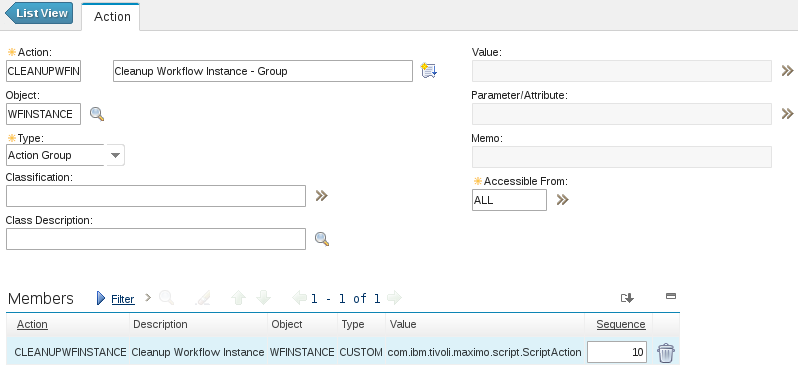 List View
Action
Action:
CLEANUPWFIN
Cleanup Workflow Instance - Group
Object:
WFINSTANCE
Type:
Action Group
Classification:
Class Description:
Value:
Parameter/Attribute:
Memo:
Accessible From:
ALL
Members Filter 1 - 1 of 1
Action Description Object Type Value Sequence
CLEANUPWFINSTANCE Cleanup Workflow Instance WFINSTANCE CUSTOM com.ibm.tivoli.maximo.script.ScriptAction 10